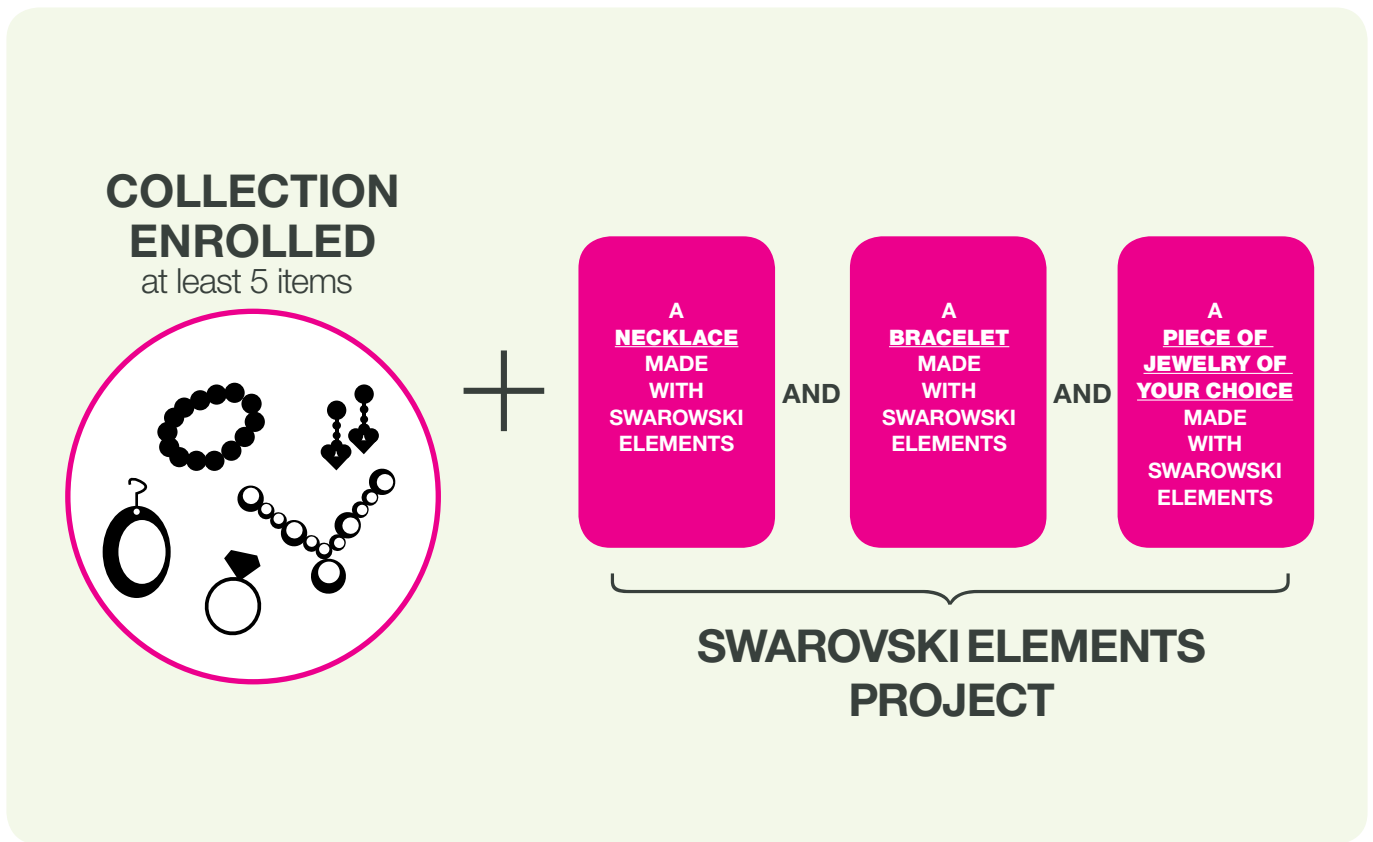 COLLECTION
ENROLLED
at least 5 items
A
NECKLACE
MADE
WITH
SWAROWSKI
ELEMENTS
AND
A
BRACELET
MADE
WITH
SWAROWSKI
ELEMENTS
AND
A
PIECE OF
JEWELRY OF
YOUR CHOICE
MADE
WITH
SWAROWSKI
ELEMENTS
SWAROVSKI ELEMENTS
PROJECT